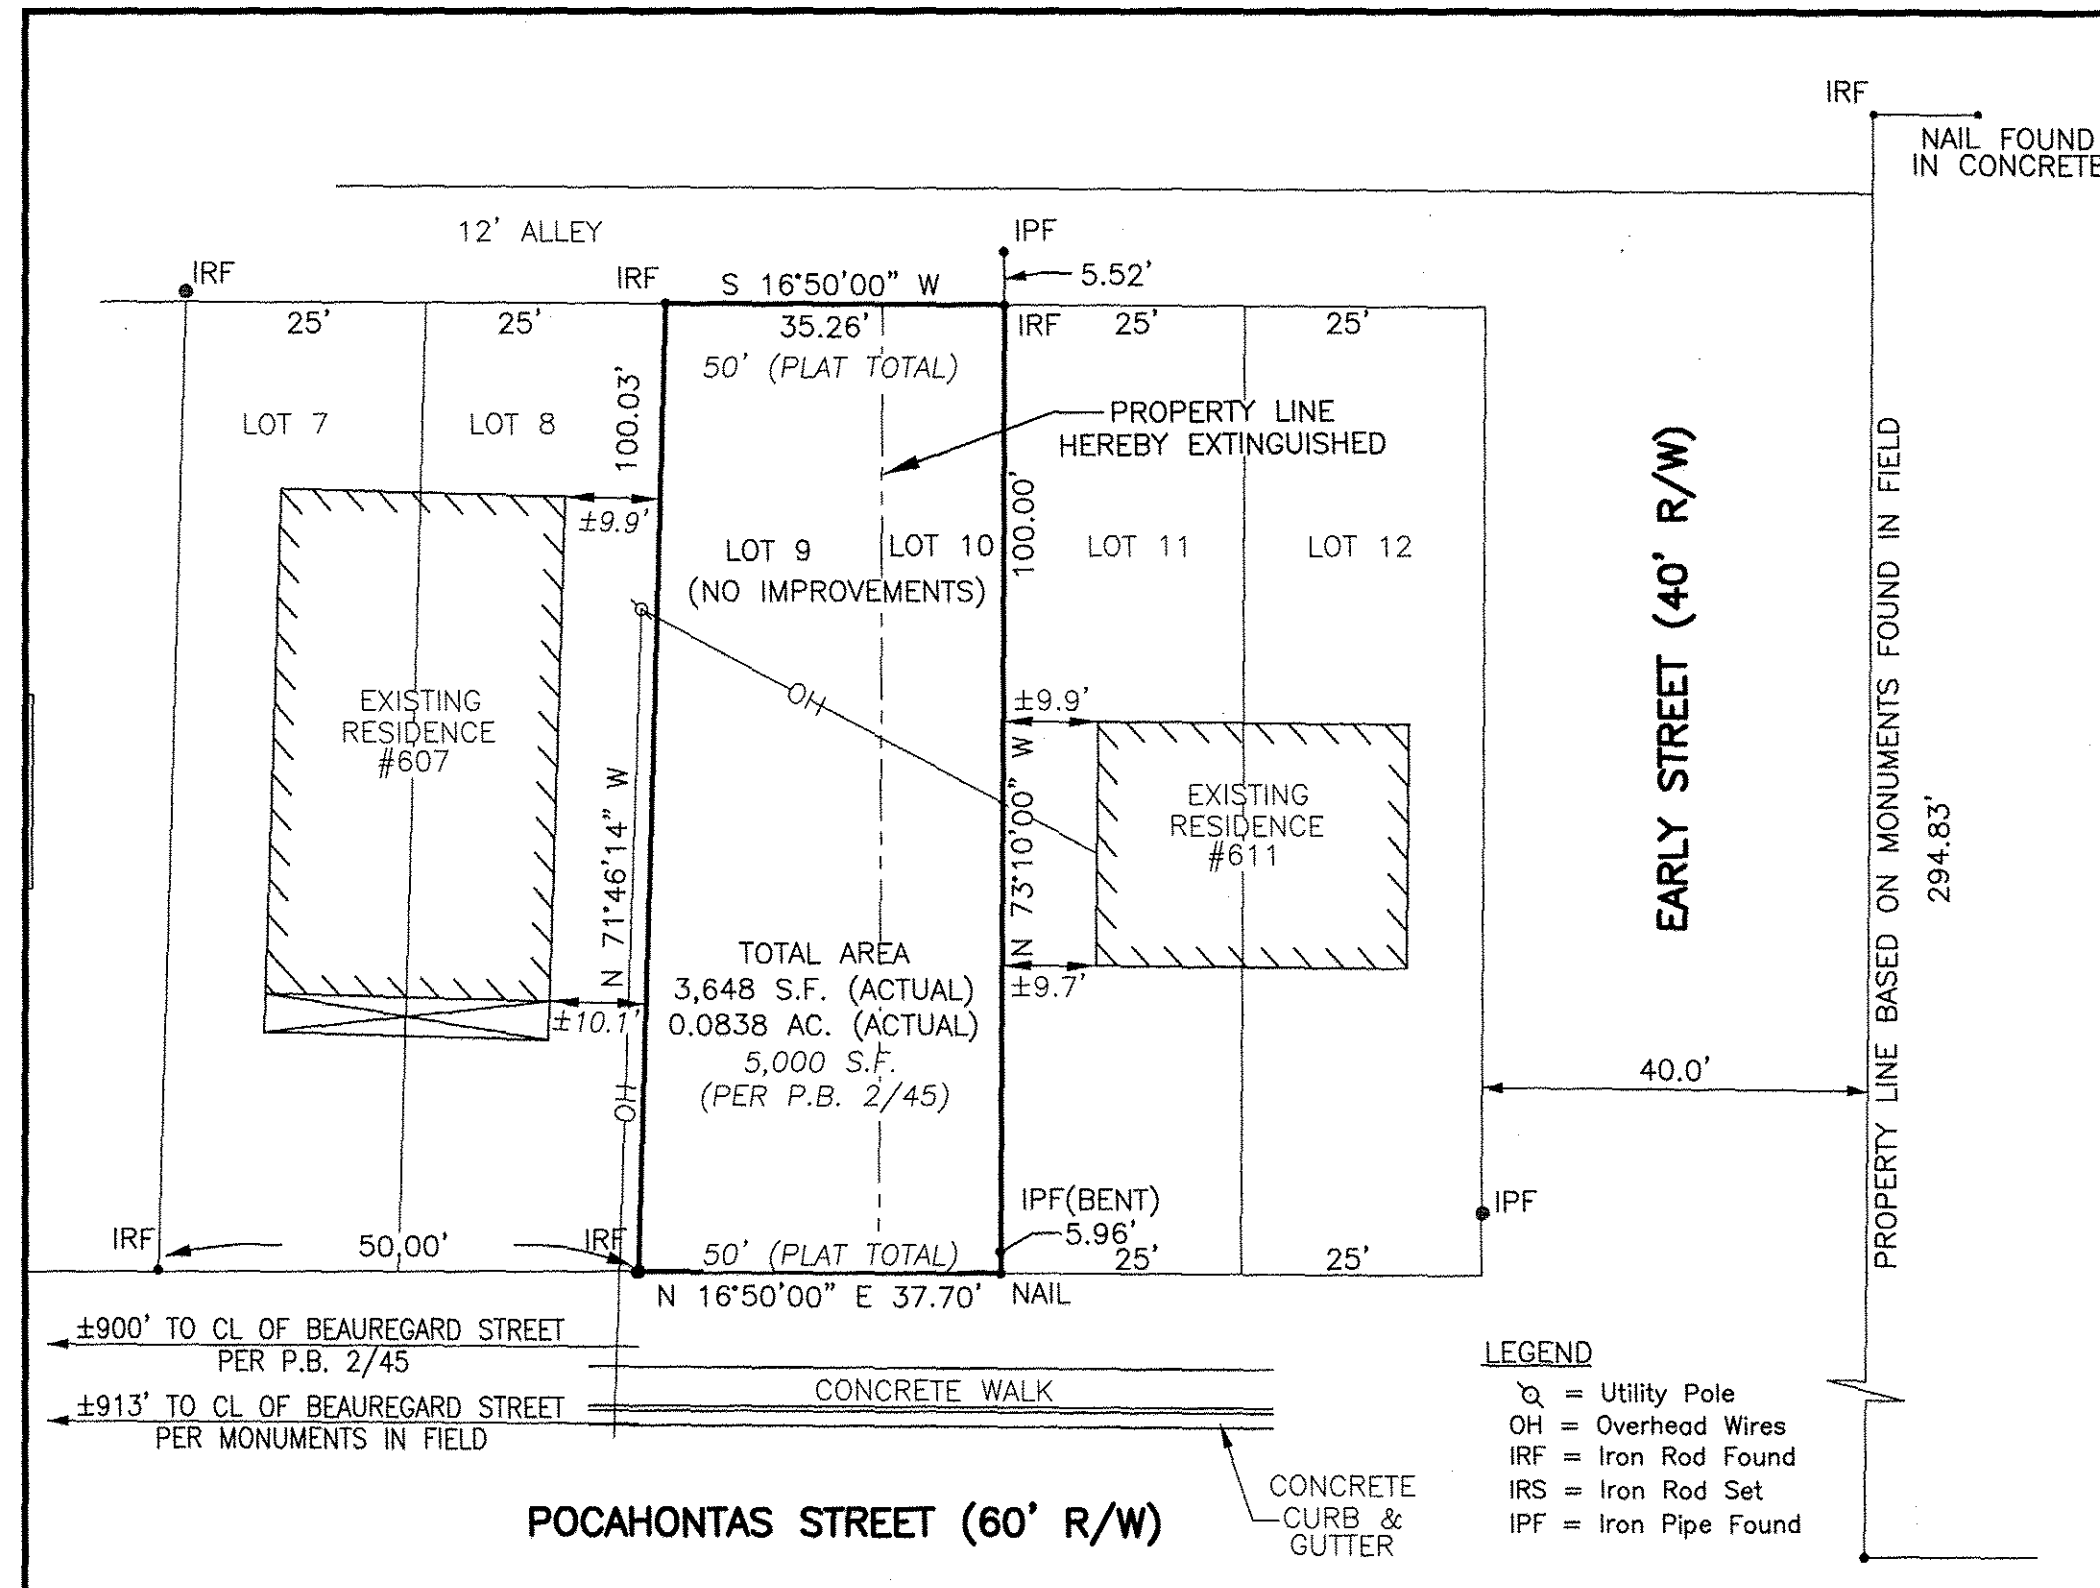 IRF
NAIL FOUND
IN CONCRETE
12' ALLEY
IPF
IRF
IRF
S 16°50'00" W
5.52'
25'
25'
35.26'
IRF
25'
25'
50' (PLAT TOTAL)
100.03'
LOT 7
LOT 8
PROPERTY LINE
HEREBY EXTINGUISHED
±9.9'
LOT 9
LOT 10
(NO IMPROVEMENTS)
100.00'
LOT 11
LOT 12
EARLY STREET (40' R/W)
PROPERTY LINE BASED ON MONUMENTS FOUND IN FIELD
294.83'
EXISTING
RESIDENCE
#607
OH
±9.9'
N 71°46'14" W
N 73°10'00" W
EXISTING
RESIDENCE
#611
TOTAL AREA
3,648 S.F. (ACTUAL)
0.0838 AC. (ACTUAL)
5,000 S.F.
(PER P.B. 2/45)
±10.1'
±9.7'
OH
40.0'
IPF(BENT)
5.96'
IPF
IRF
50.00'
IRF
50' (PLAT TOTAL)
25'
25'
N 16°50'00" E 37.70'
NAIL
±900' TO CL OF BEAUREGARD STREET
PER P.B. 2/45
±913' TO CL OF BEAUREGARD STREET
PER MONUMENTS IN FIELD
CONCRETE WALK
CONCRETE
CURB &
GUTTER
POCAHONTAS STREET (60' R/W)
LEGEND
= Utility Pole
OH = Overhead Wires
IRF = Iron Rod Found
IRS = Iron Rod Set
IPF = Iron Pipe Found